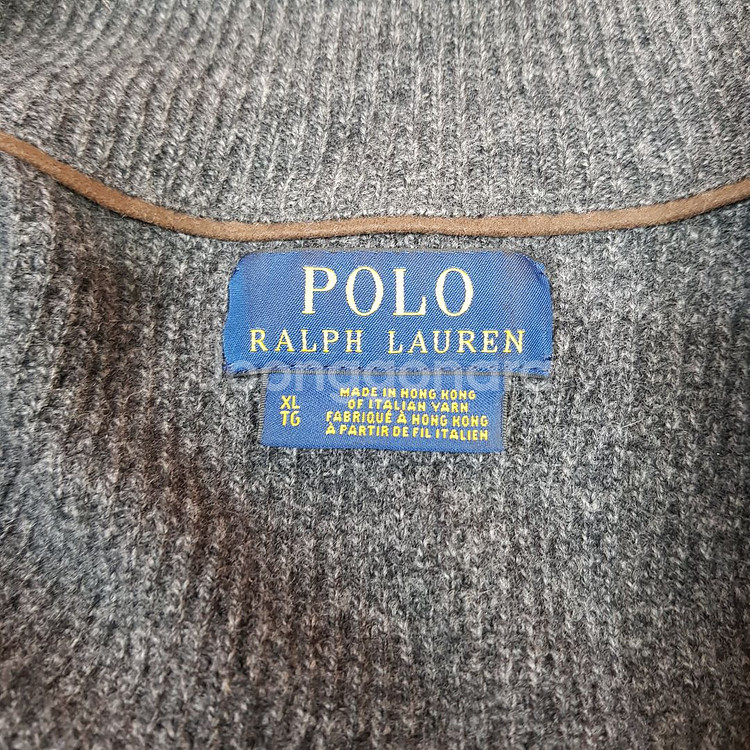 POLO
RALPH LAUREN
XL
TG
MADE IN HONG KONG
OF ITALIAN YARN
FABRIQUÉ À HONG KONG
À PARTIR DE FIL ITALIEN